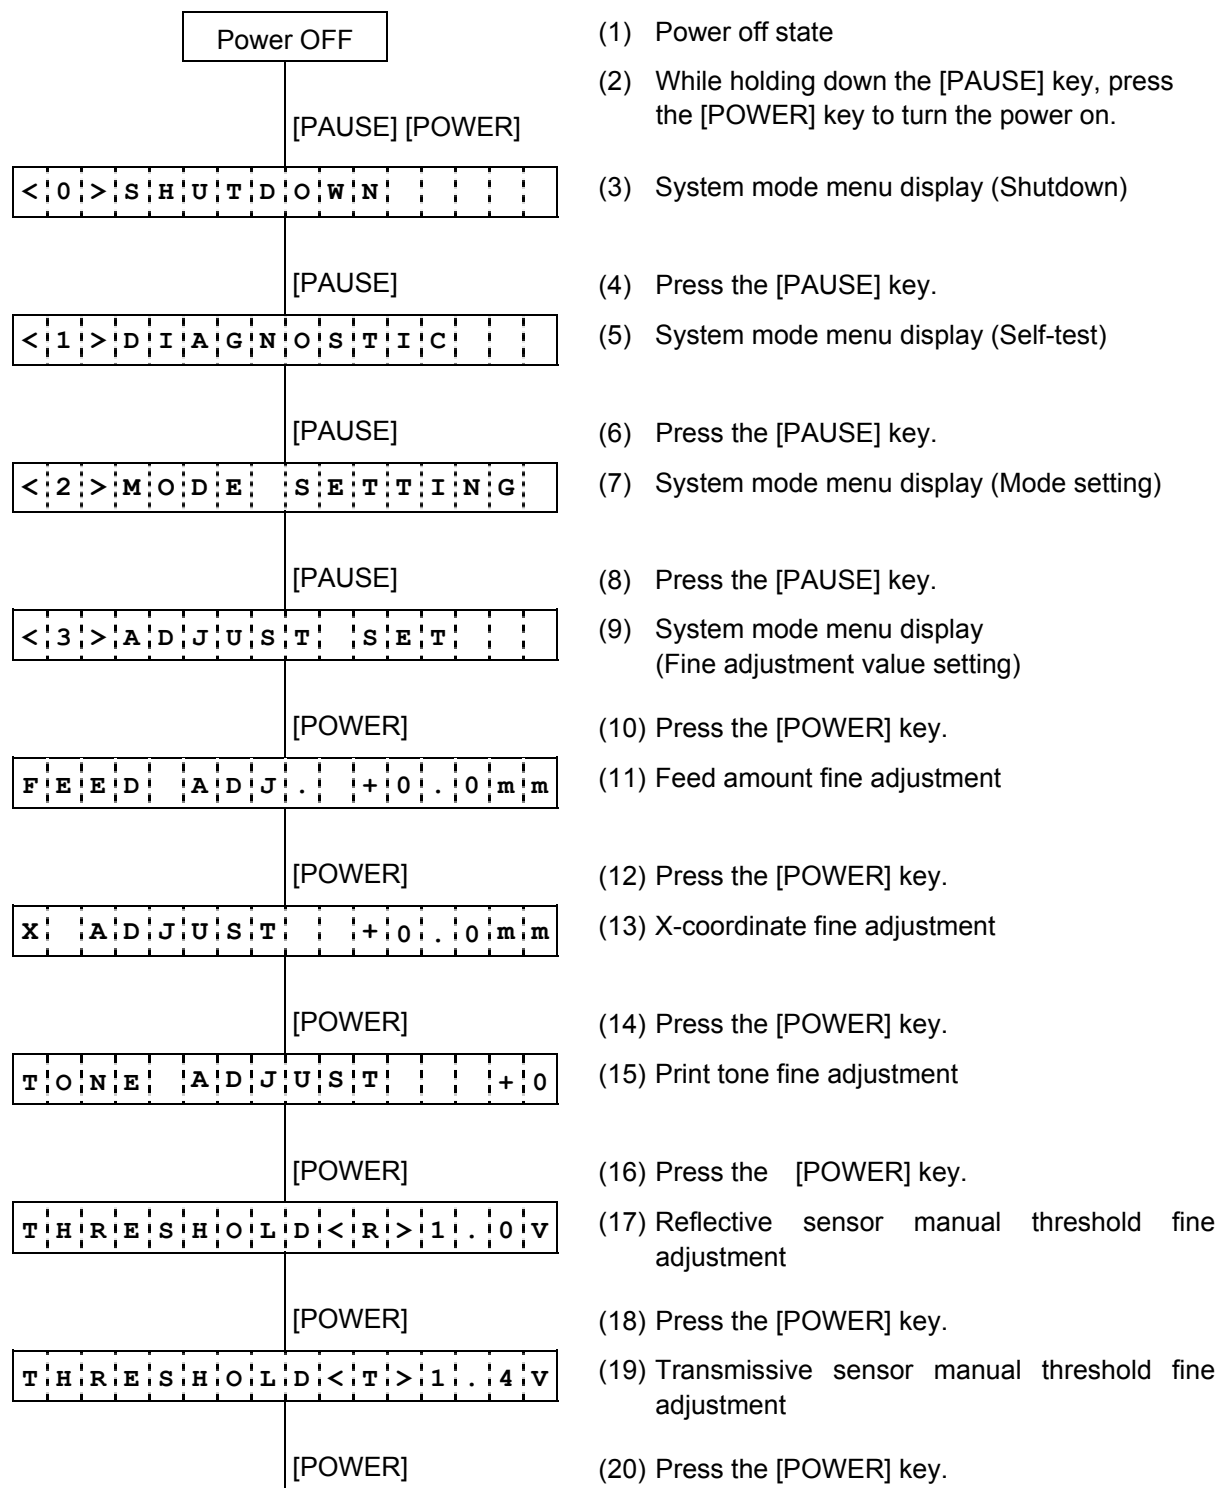 Power OFF
(1) Power off state
(2) While holding down the [PAUSE] key, press
the [POWER] key to turn the power on.
[PAUSE] [POWER]
<0>SHUTDOWN
(3) System mode menu display (Shutdown)
[PAUSE]
(4) Press the [PAUSE] key.
<1>DIAGNOSTIC
(5) System mode menu display (Self-test)
[PAUSE]
(6) Press the [PAUSE] key.
<2>MODE SETTING
(7) System mode menu display (Mode setting)
[PAUSE]
(8) Press the [PAUSE] key.
<3>ADJUST SET
(9) System mode menu display
(Fine adjustment value setting)
[POWER]
(10) Press the [POWER] key.
FEED ADJ. +0.0mm
(11) Feed amount fine adjustment
[POWER]
(12) Press the [POWER] key.
X ADJUST +0.0mm
(13) X-coordinate fine adjustment
[POWER]
(14) Press the [POWER] key.
TONE ADJUST +0
(15) Print tone fine adjustment
[POWER]
(16) Press the [POWER] key.
THRESHOLD<R>1.0V
(17) Reflective sensor manual threshold fine
adjustment
[POWER]
(18) Press the [POWER] key.
THRESHOLD<T>1.4V
(19) Transmissive sensor manual threshold fine
adjustment
[POWER]
(20) Press the [POWER] key.